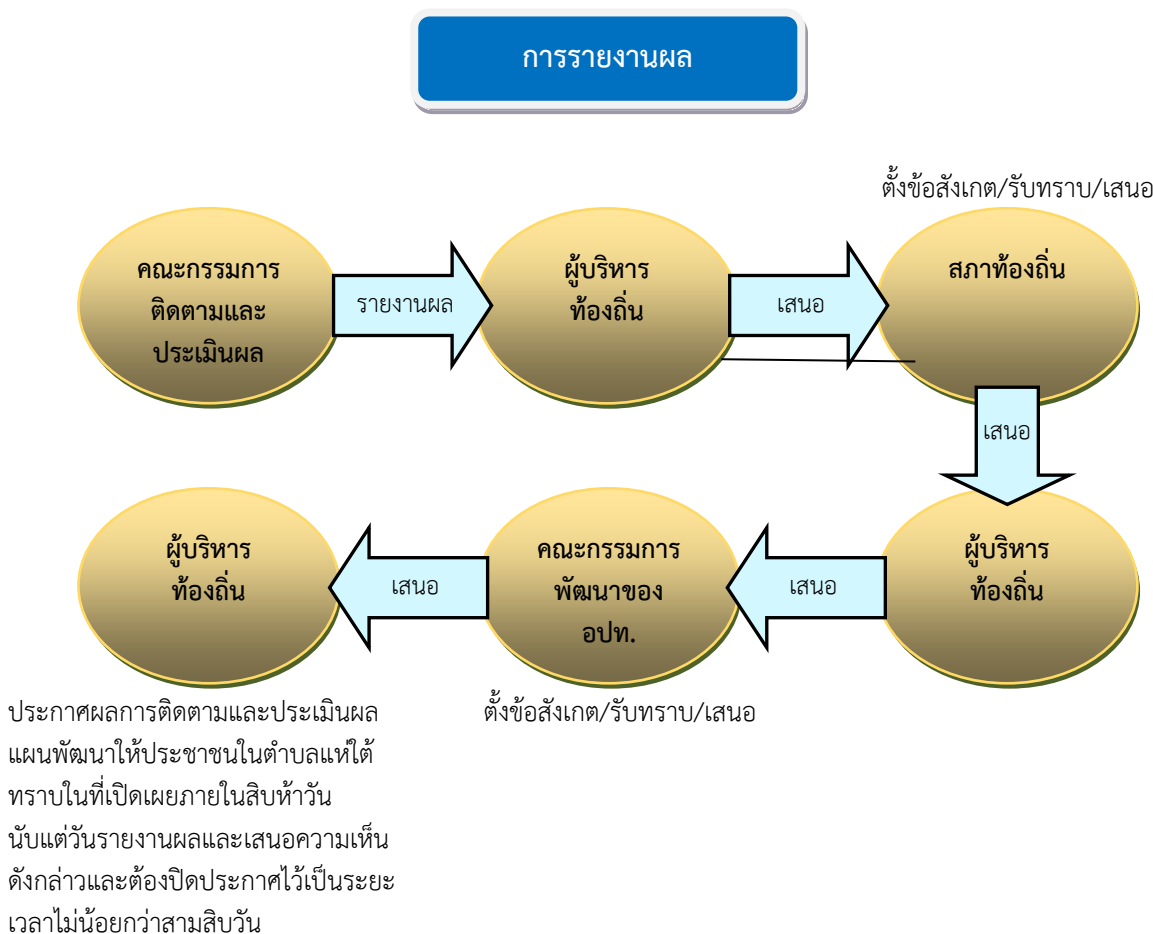 การรายงานผล
ตั้งข้อสังเกต/รับทราบ/เสนอ
คณะกรรมการ
ติดตามและ
ประเมินผล
รายงานผล
ผู้บริหาร
ท้องถิ่น
เสนอ
สภาท้องถิ่น
เสนอ
ผู้บริหาร
ท้องถิ่น
เสนอ
คณะกรรมการ
พัฒนาของ
อปท.
เสนอ
ผู้บริหาร
ท้องถิ่น
ตั้งข้อสังเกต/รับทราบ/เสนอ
ประกาศผลการติดตามและประเมินผล
แผนพัฒนาให้ประชาชนในตำบลแห่ใต้
ทราบในที่เปิดเผยภายในสิบห้าวัน
นับแต่วันรายงานผลและเสนอความเห็น
ดังกล่าวและต้องปิดประกาศไว้เป็นระยะ
เวลาไม่น้อยกว่าสามสิบวัน